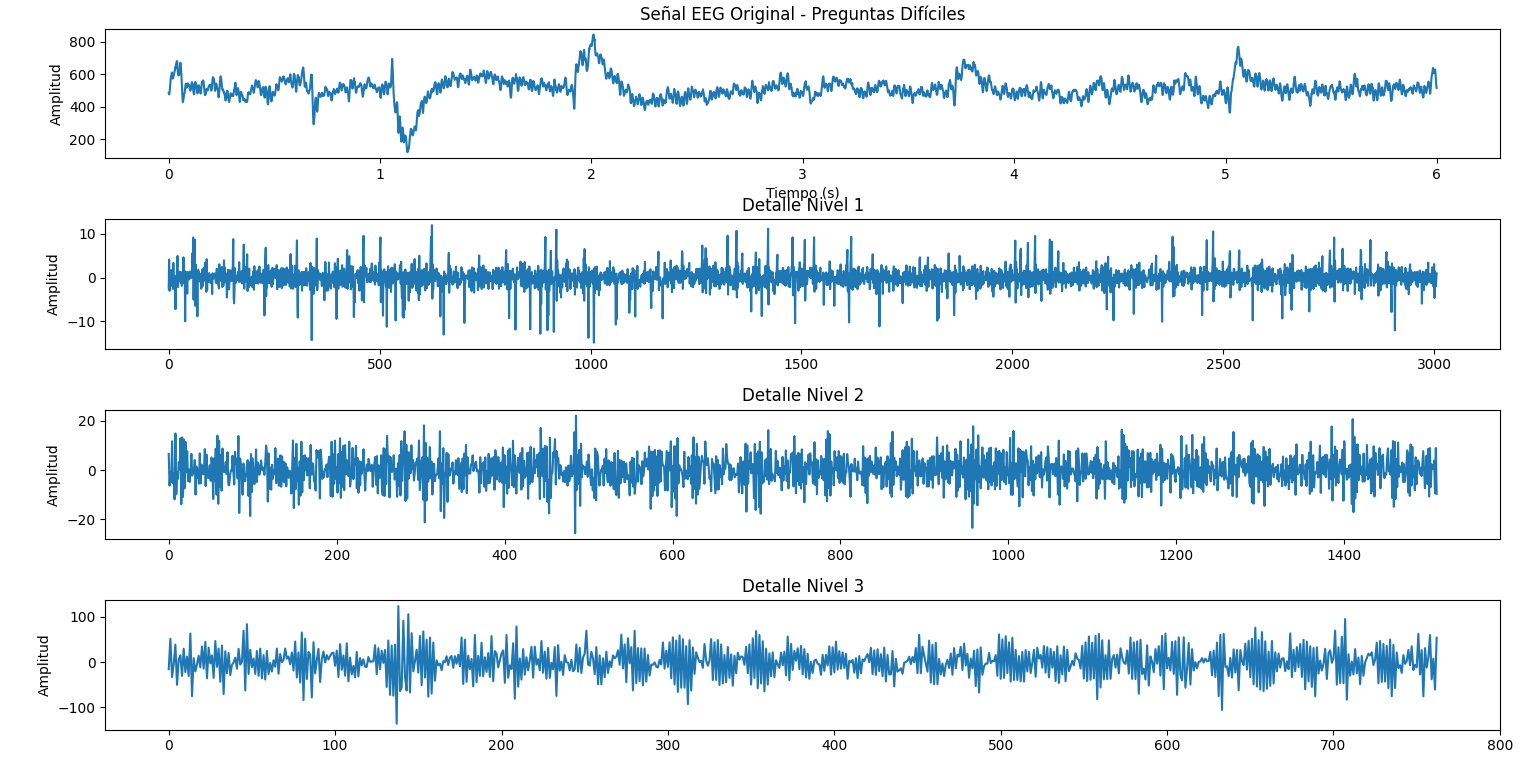 Señal EEG Original - Preguntas Difíciles
Amplitud
800
600
400
200
0 1 2 3 4 5 6
Tiempo (s)
Detalle Nivel 1
Amplitud
10
0
−10
0 500 1000 1500 2000 2500 3000
Detalle Nivel 2
Amplitud
20
0
−20
0 200 400 600 800 1000 1200 1400
Detalle Nivel 3
Amplitud
100
0
−100
0 100 200 300 400 500 600 700 800